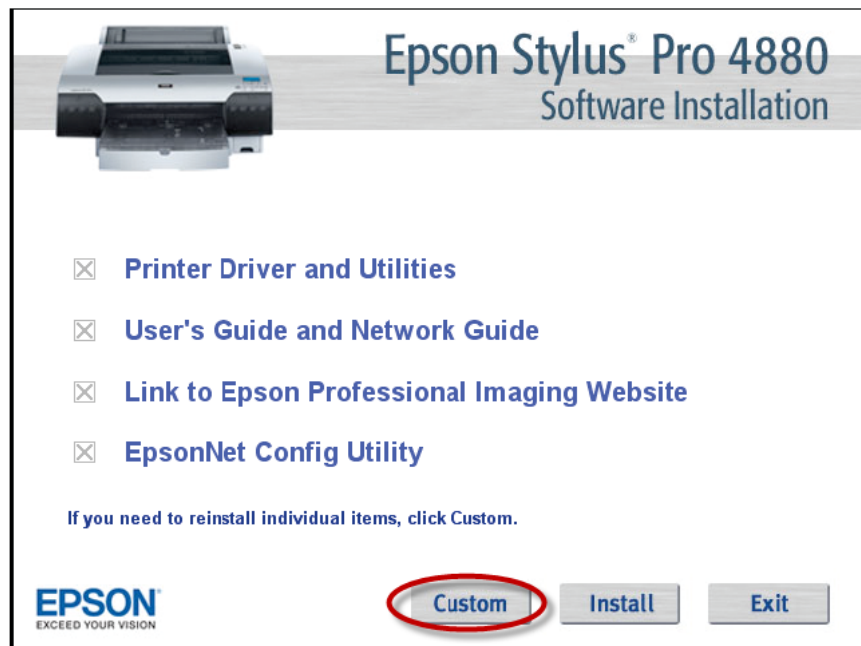 Epson Stylus® Pro 4880
Software Installation
Printer Driver and Utilities
User's Guide and Network Guide
Link to Epson Professional Imaging Website
EpsonNet Config Utility
If you need to reinstall individual items, click Custom.
EPSON®
EXCEED YOUR VISION
Custom Install Exit